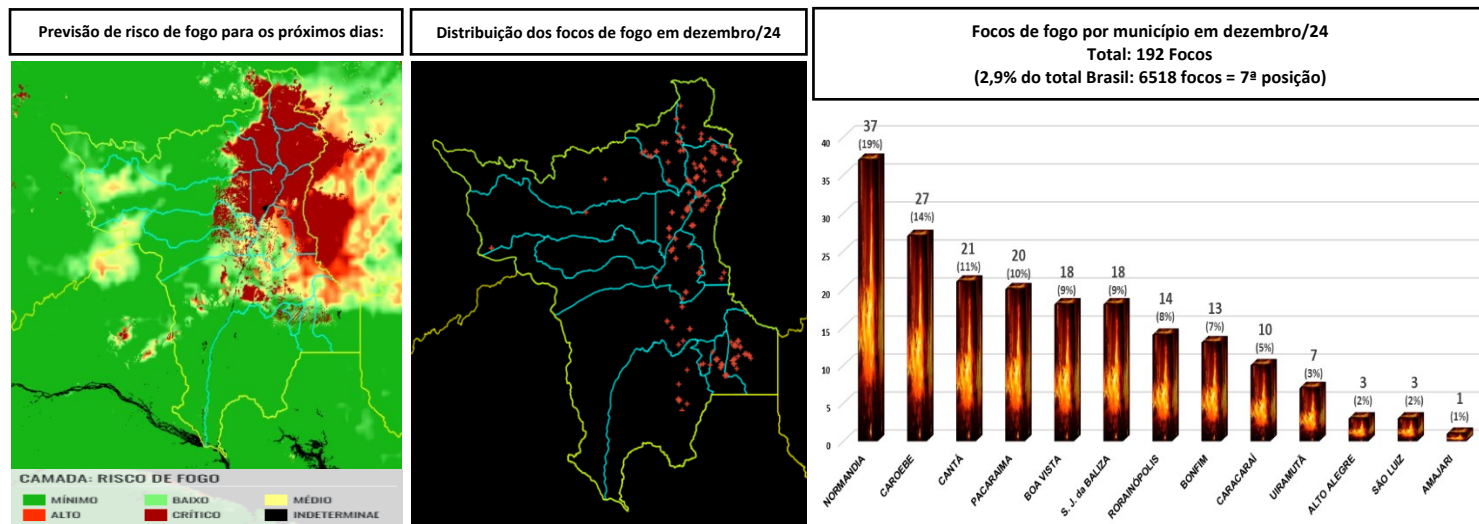 Previsão de risco de fogo para os próximos dias:
CAMADA: RISCO DE FOGO
MÍNIMO BAIXO MÉDIO
ALTO CRÍTICO INDETERMINAE
Distribuição dos focos de fogo em dezembro/24
Focos de fogo por município em dezembro/24
Total: 192 Focos
(2,9% do total Brasil: 6518 focos = 7ª posição)
40
35
30
25
20
15
10
5
0
37
(19%)
27
(14%)
21
(11%)
20
(10%)
18
(9%)
18
(9%)
14
(8%)
13
(7%)
10
(5%)
7
(3%)
3
(2%)
3
(2%)
1
(1%)
NORMANDIA
CAROEBE
CANTÁ
PACARAIMA
BOA VISTA
S. J. da BALIZA
RORAINÓPOLIS
BONFIM
CARACARAÍ
UIRAMUTÃ
ALTO ALEGRE
SÃO LUIZ
AMAJARI